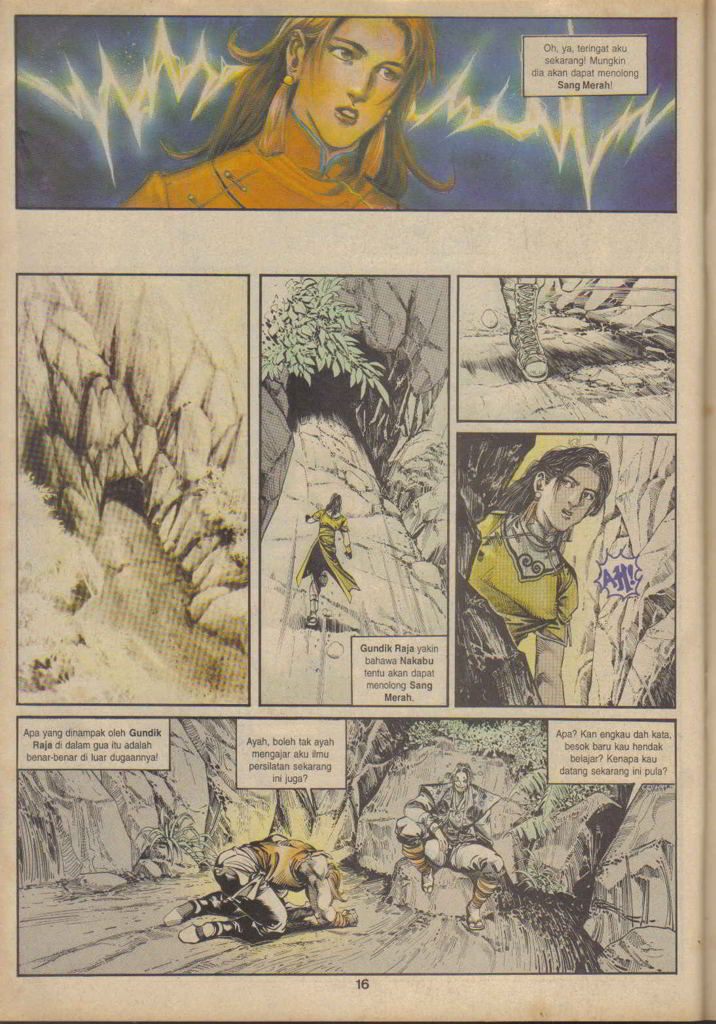 Oh, ya, teringat aku
sekarang! Mungkin
dia akan dapat menolong
Sang Merah!
Gundik Raja yakin
bahawa Nakabu
tentu akan dapat
menolong Sang
Merah.
AH!
Apa yang dinampak oleh Gundik
Raja di dalam gua itu adalah
benar-benar di luar dugaannya!
Ayah, boleh tak ayah
mengajar aku ilmu
persilatan sekarang
ini juga?
Apa? Kan engkau dah kata,
besok baru kau hendak
belajar? Kenapa kau
datang sekarang ini pula?
16